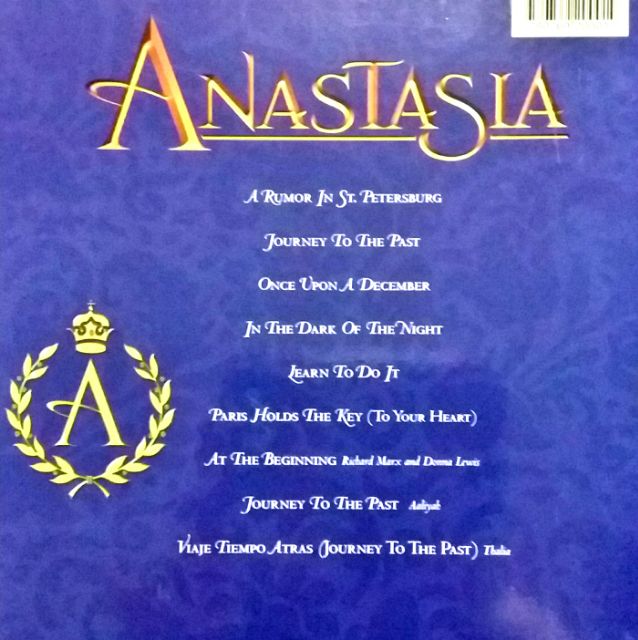 ANASTASIA
A RUMOR IN ST. PETERSBURG
JOURNEY TO THE PAST
ONCE UPON A DECEMBER
IN THE DARK OF THE NIGHT
LEARN TO DO IT
PARIS HOLDS THE KEY (TO YOUR HEART)
A
AT THE BEGINNING Richard Marx and Donna Lewis
JOURNEY TO THE PAST Aaliyah
VIAJE TIEMPO ATRAS (JOURNEY TO THE PAST) Thalia